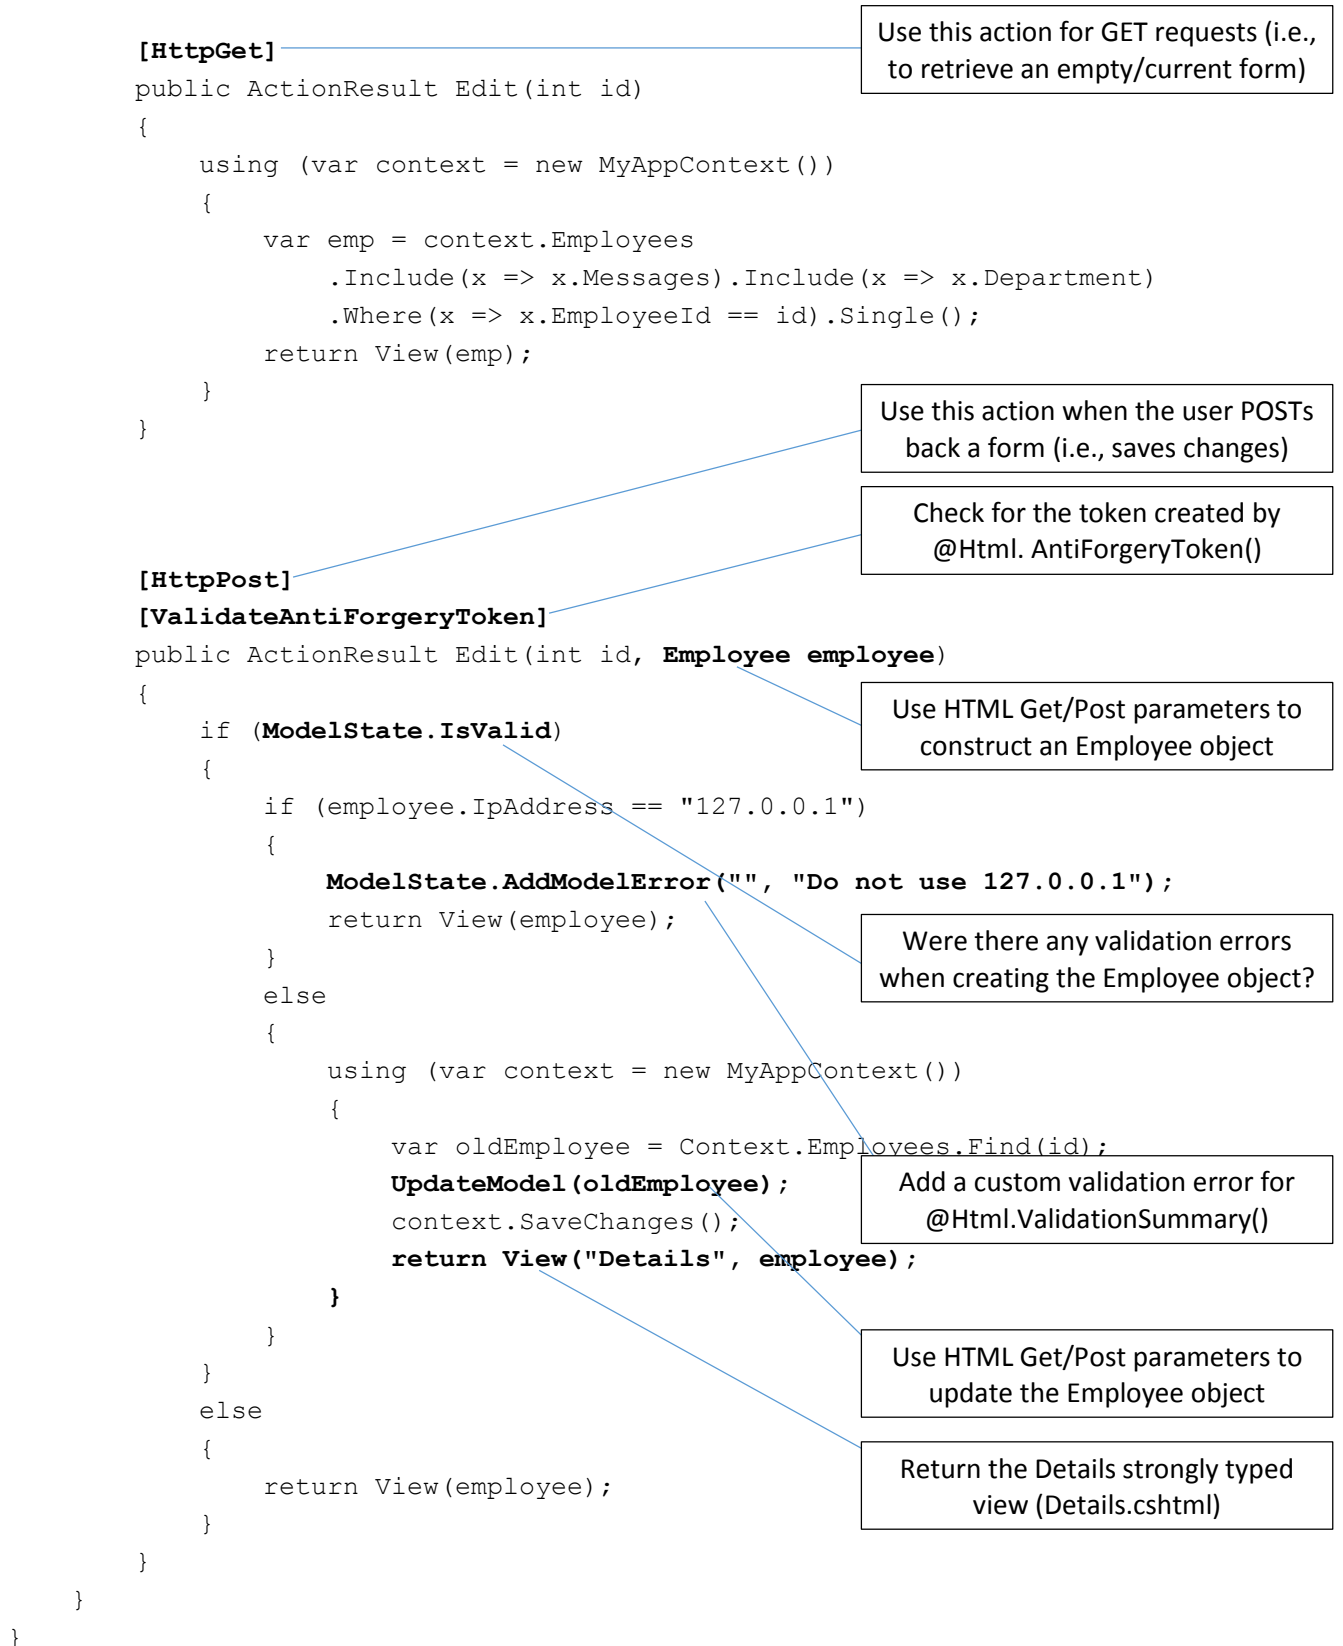 Use this action for GET requests (i.e.,
to retrieve an empty/current form)
[HttpGet]
public ActionResult Edit(int id)
{
using (var context = new MyAppContext())
{
var emp = context.Employees
.Include(x => x.Messages).Include(x => x.Department)
.Where(x => x.EmployeeId == id).Single();
return View(emp);
}
}
Use this action when the user POSTs
back a form (i.e., saves changes)
Check for the token created by
@Html. AntiForgeryToken()
[HttpPost]
[ValidateAntiForgeryToken]
public ActionResult Edit(int id, Employee employee)
{
Use HTML Get/Post parameters to
construct an Employee object
if (ModelState.IsValid)
{
if (employee.IpAddress == "127.0.0.1")
{
ModelState.AddModelError("", "Do not use 127.0.0.1");
return View(employee);
}
Were there any validation errors
when creating the Employee object?
else
{
using (var context = new MyAppContext())
{
var oldEmployee = Context.Employees.Find(id);
UpdateModel(oldEmployee);
Add a custom validation error for
@Html.ValidationSummary()
context.SaveChanges();
return View("Details", employee);
}
}
Use HTML Get/Post parameters to
update the Employee object
}
else
{
return View(employee);
}
Return the Details strongly typed
view (Details.cshtml)
}
}
}